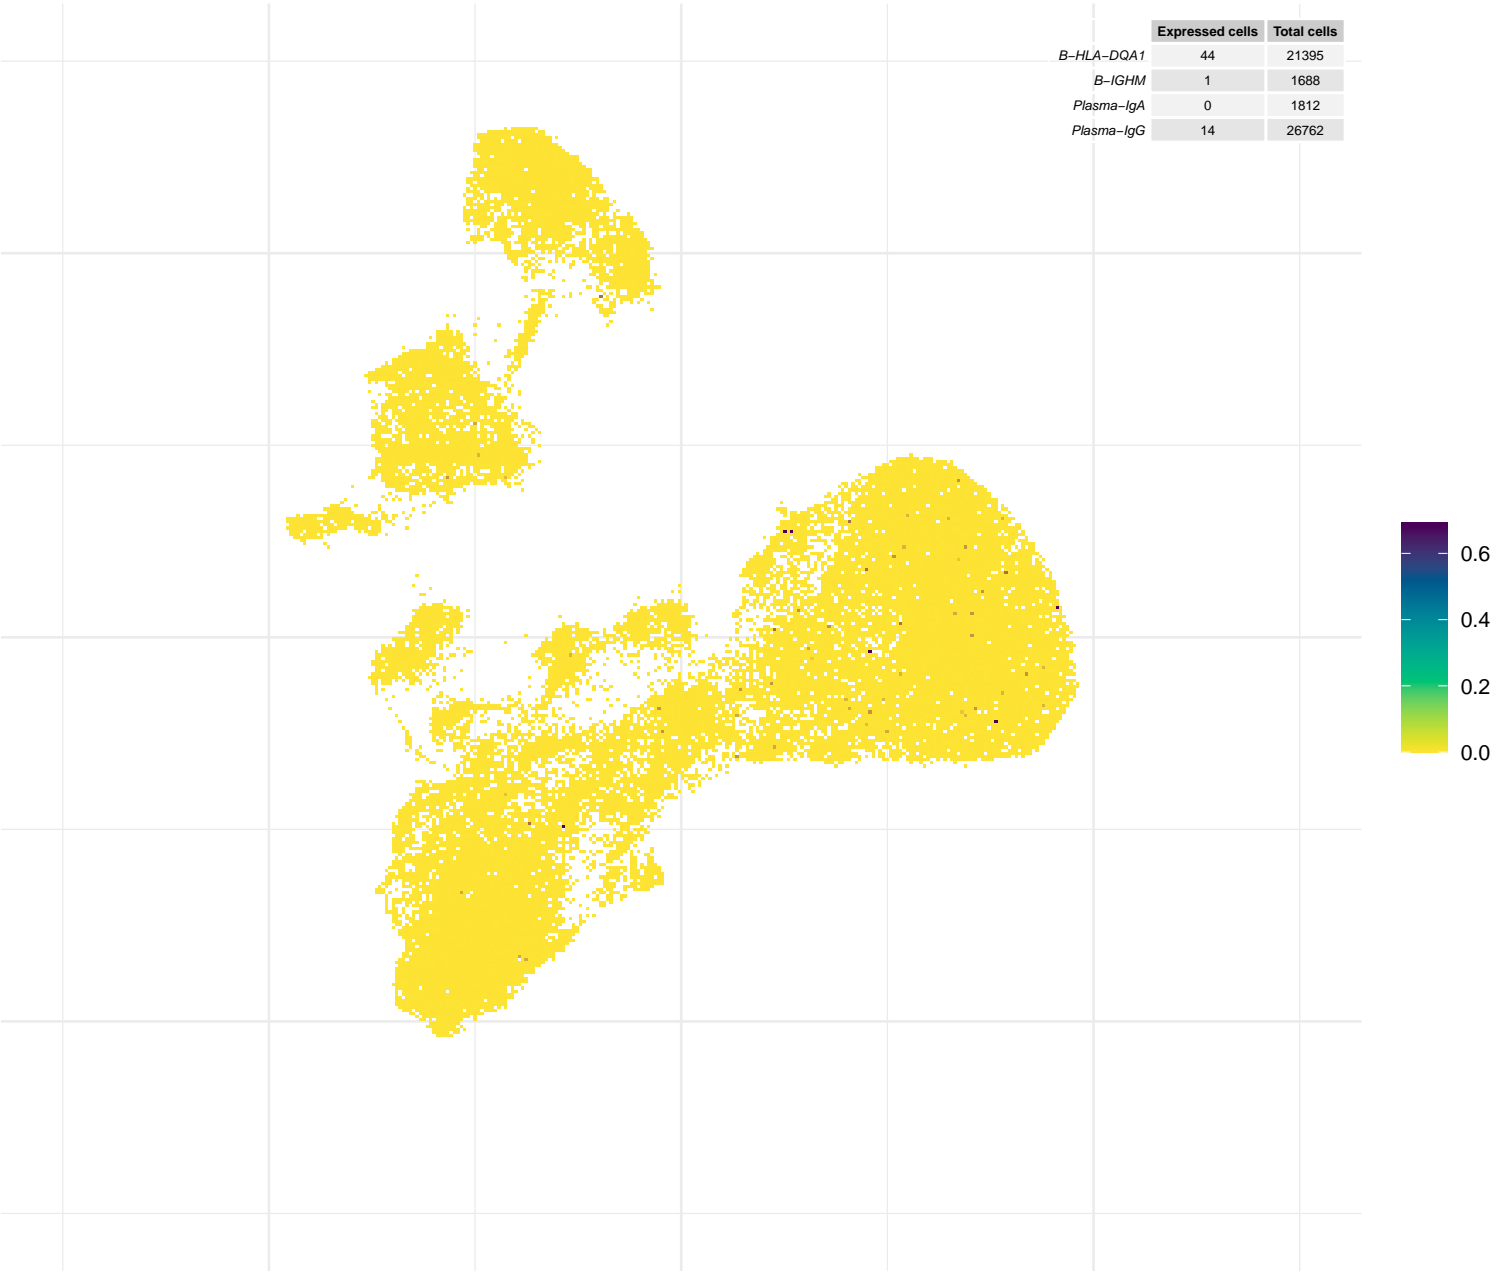 Expressed cells Total cells
B−HLA−DQA1 44 21395
B−IGHM 1 1688
Plasma−IgA 0 1812
Plasma−IgG 14 26762
0.6
0.4
0.2
0.0